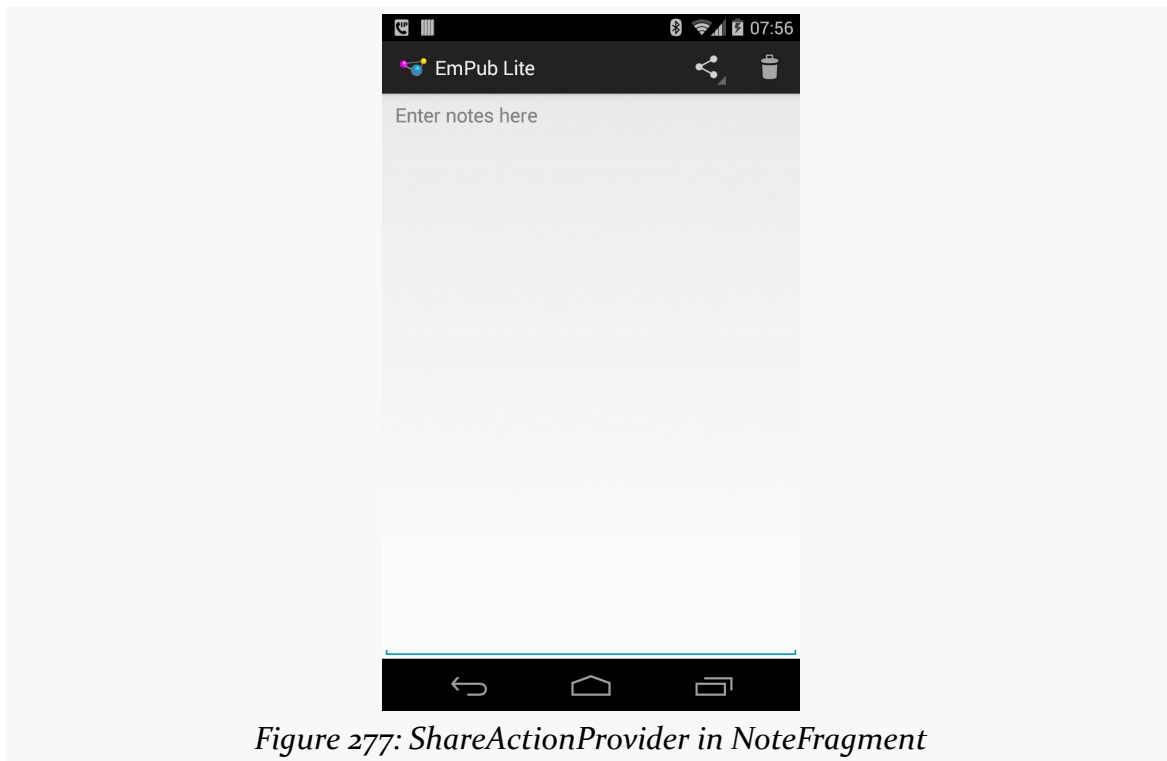 07:56
EmPub Lite
Enter notes here
Figure 277: ShareActionProvider in NoteFragment